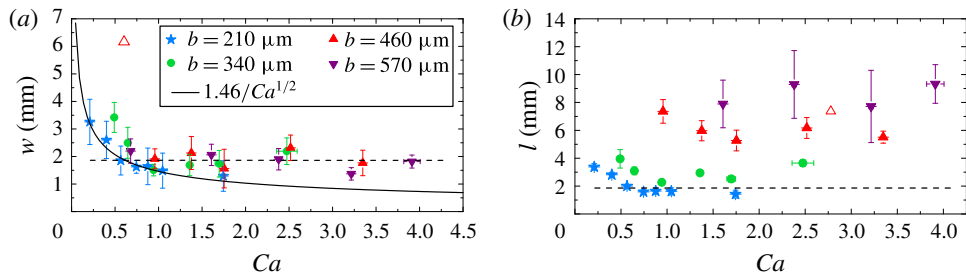 (a)
7
6
5
4
3
2
1
w (mm)
b = 210 μm
b = 460 μm
b = 340 μm
b = 570 μm
1.46/Ca^{1/2}
0 0.5 1.0 1.5 2.0 2.5 3.0 3.5 4.0 4.5
Ca
(b)
14
12
10
8
6
4
2
0
l (mm)
0.5 1.0 1.5 2.0 2.5 3.0 3.5 4.0
Ca